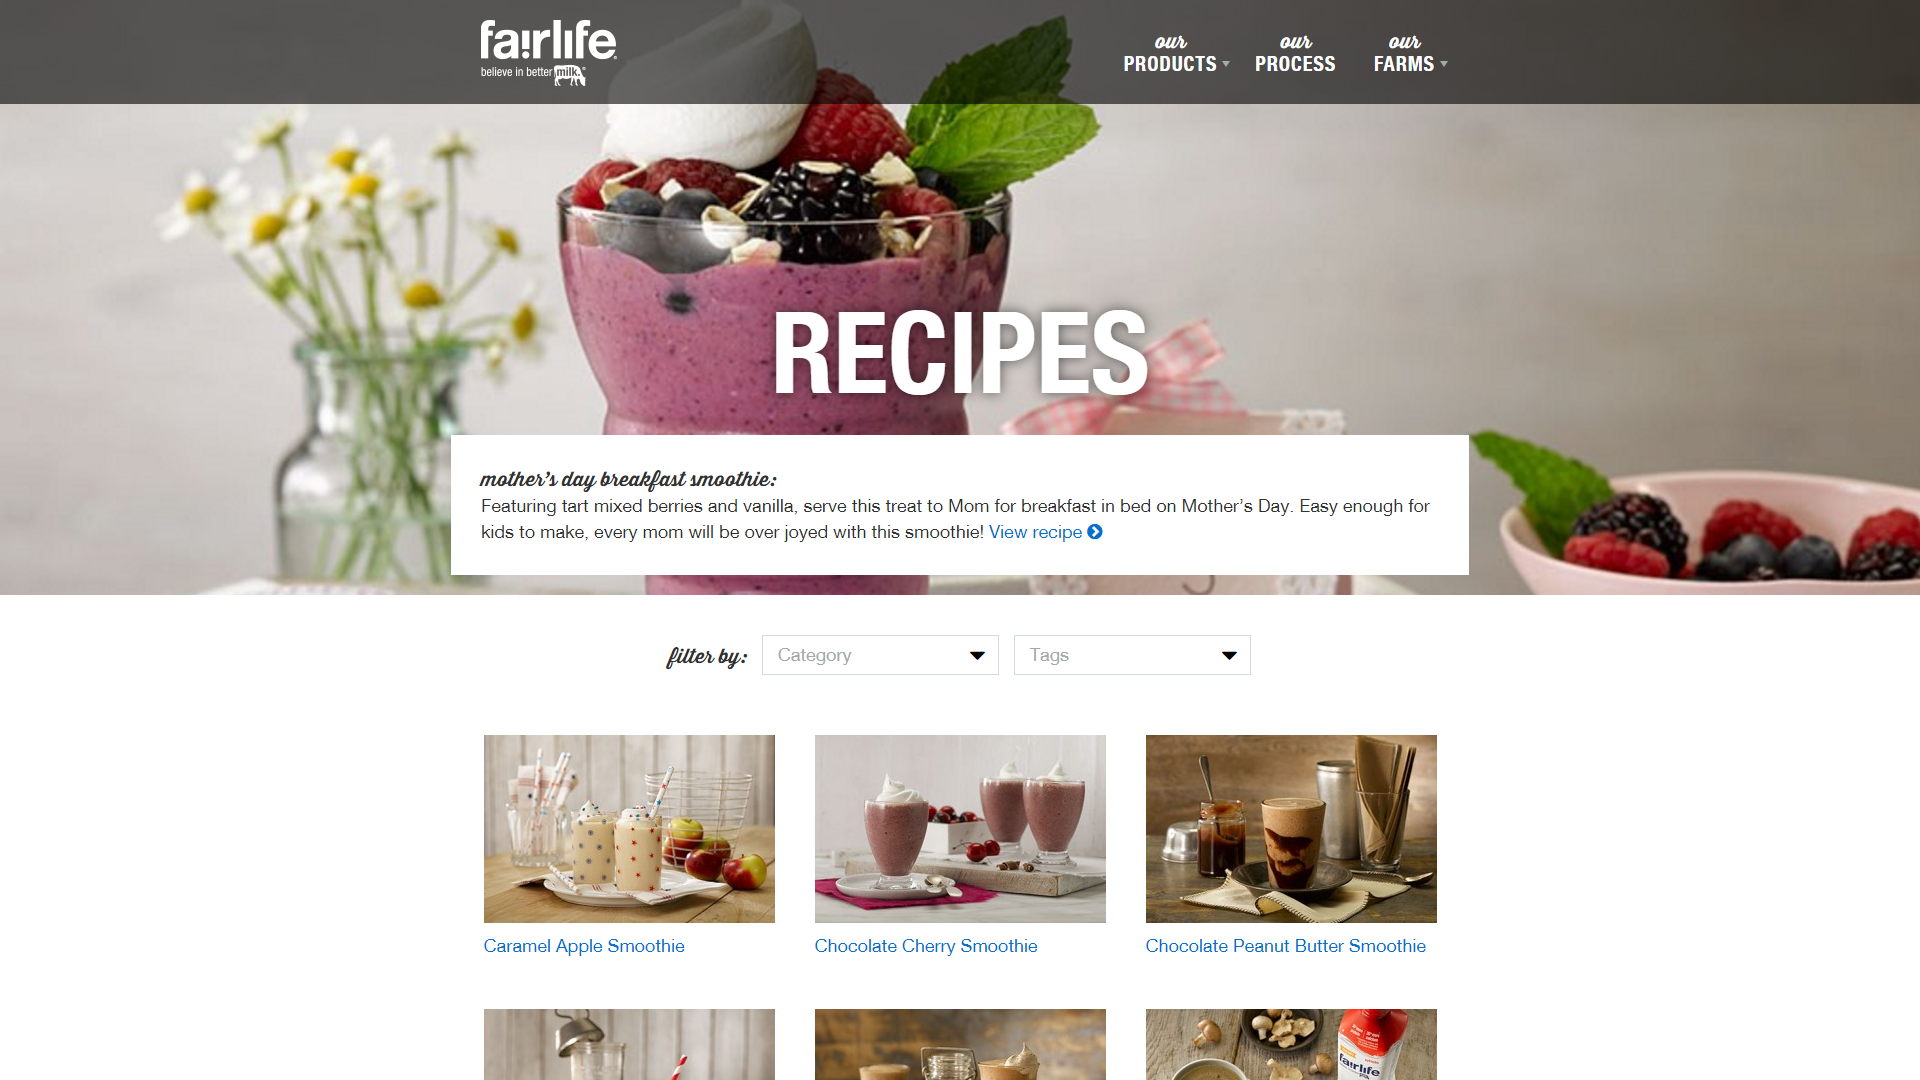 fa!rlife
believe in better milk.
our
PRODUCTS
our
PROCESS
our
FARMS
RECIPES
mother's day breakfast smoothie:
Featuring tart mixed berries and vanilla, serve this treat to Mom for breakfast in bed on Mother’s Day. Easy enough for
kids to make, every mom will be over joyed with this smoothie! View recipe
filter by:
Category
Tags
Caramel Apple Smoothie
Chocolate Cherry Smoothie
Chocolate Peanut Butter Smoothie
fa!rlife